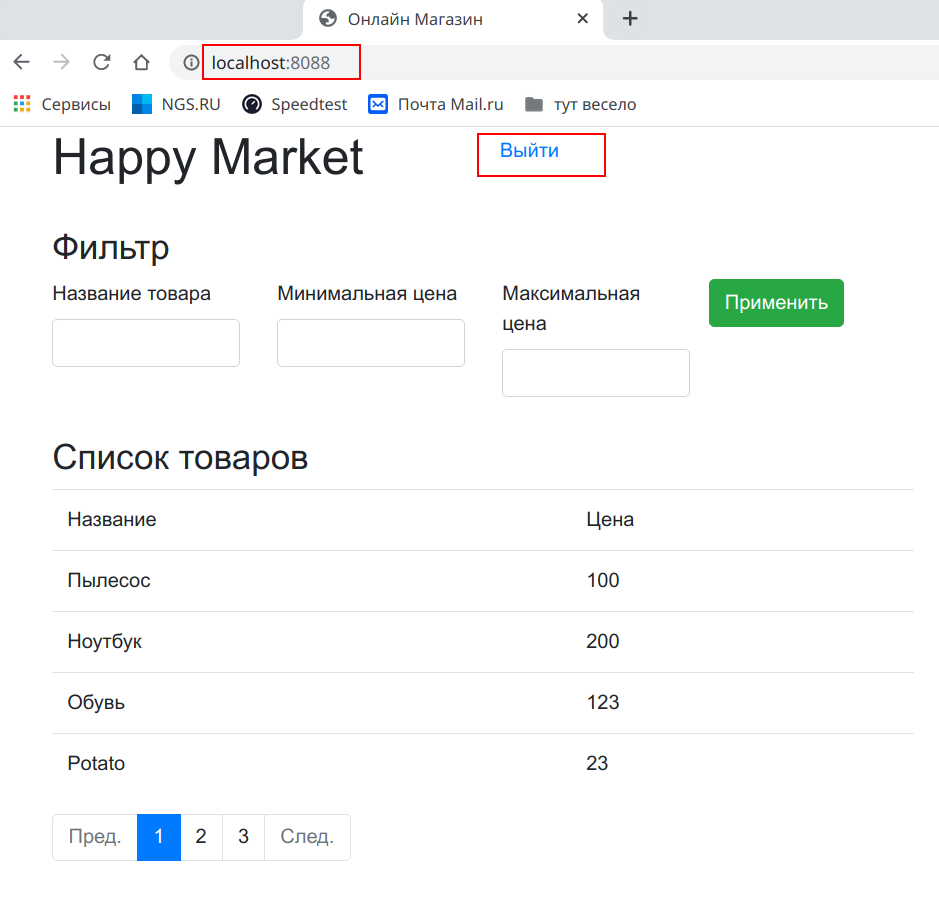 Онлайн Магазин
localhost:8088
Сервисы NGS.RU Speedtest Почта Mail.ru тут весело
Happy Market Выйти
Фильтр
Название товара Минимальная цена Максимальная цена Применить
Список товаров
Название Цена
Пылесос 100
Ноутбук 200
Обувь 123
Potato 23
Пред. 1 2 3 След.